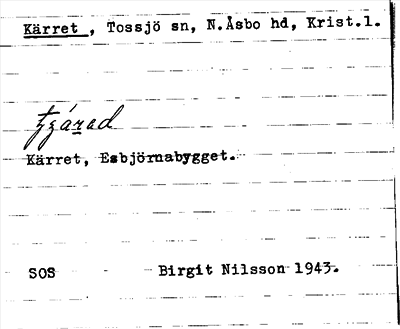 Kärret, Tossjö sn, N.Åsbo hd, Krist.l.
Kärret, Esbjörnabygget.
SOS Birgit Nilsson 1943.